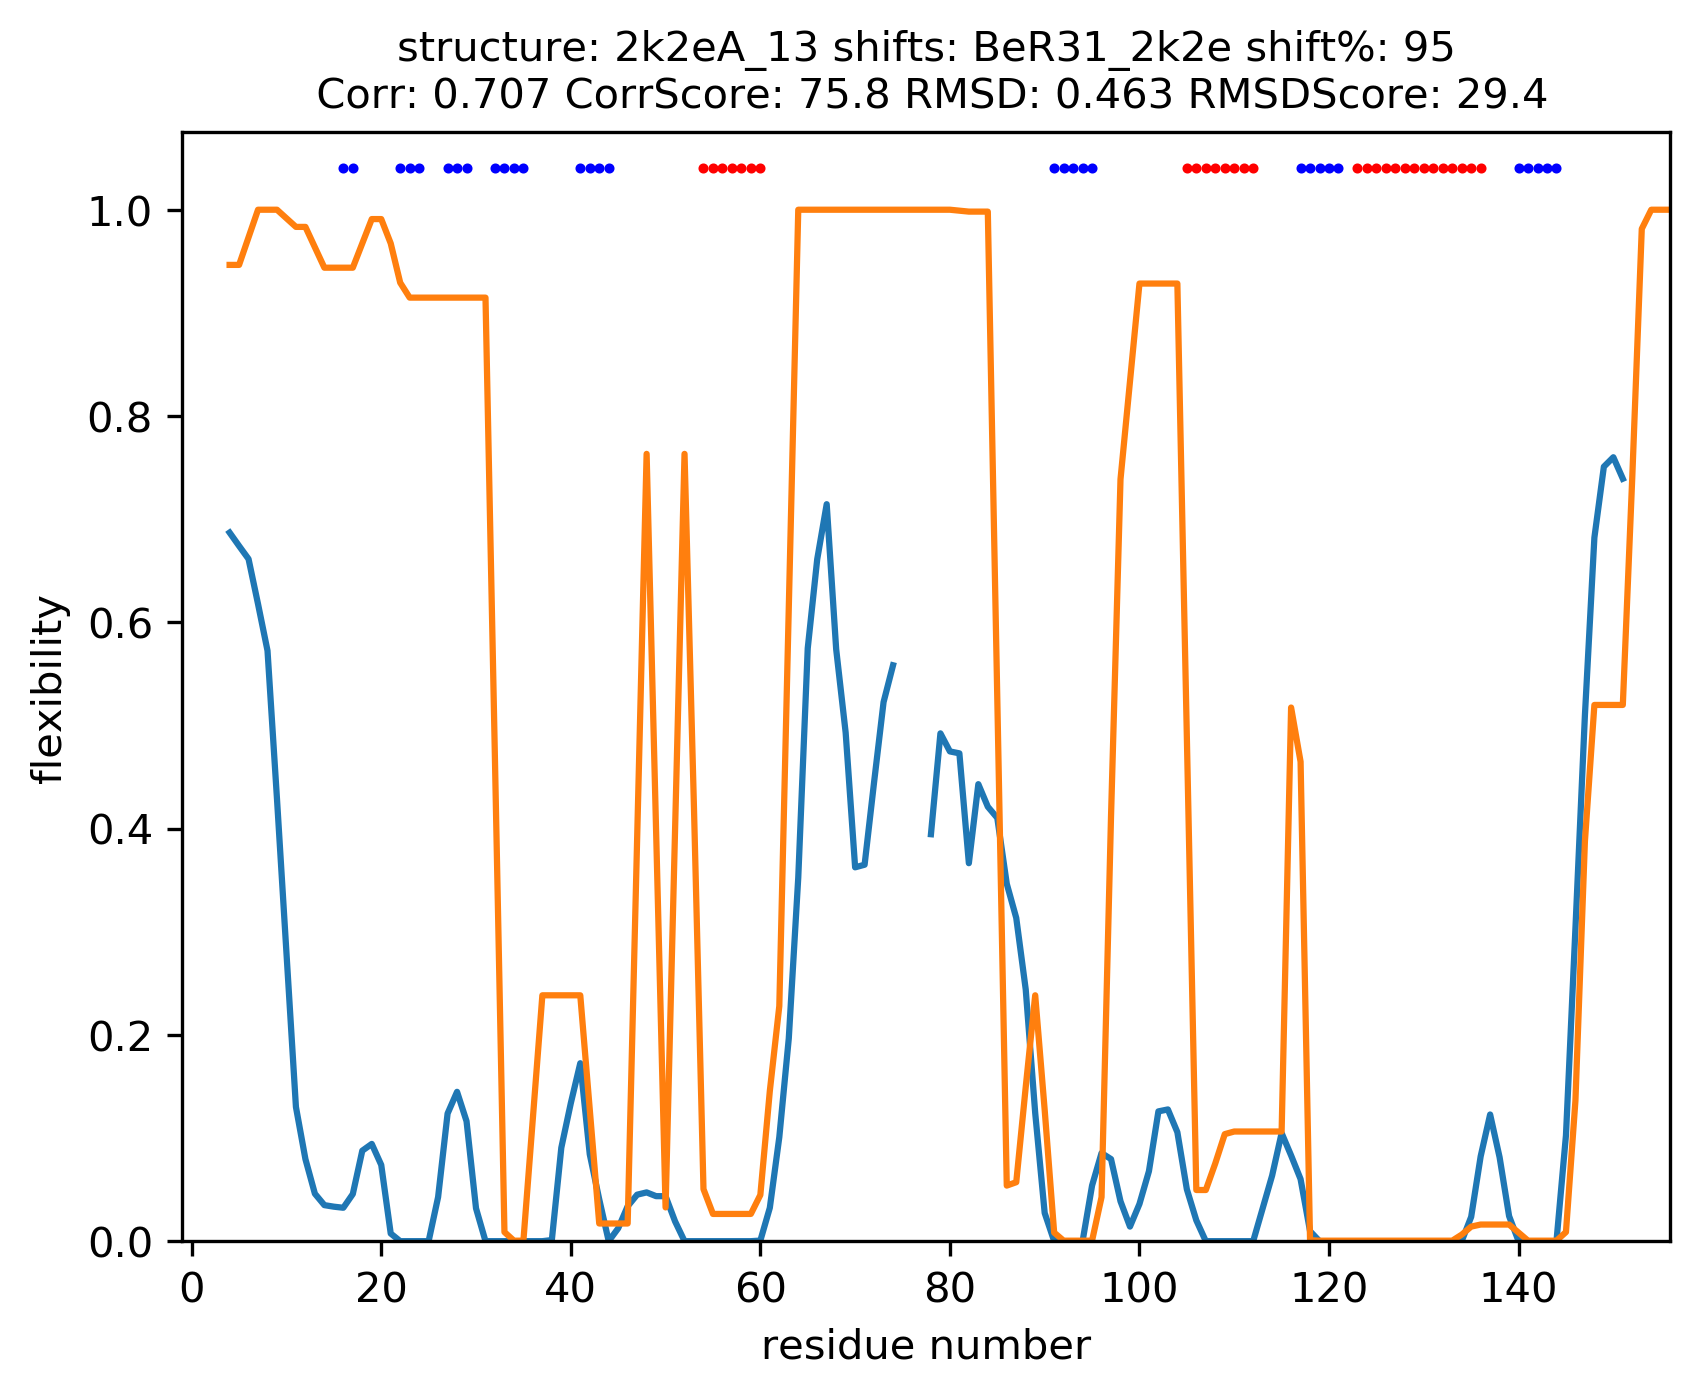 structure: 2k2eA_13 shifts: BeR31_2k2e shift%: 95
Corr: 0.707 CorrScore: 75.8 RMSD: 0.463 RMSDScore: 29.4
1.0
0.8
0.6
0.4
0.2
0.0
flexibility
0 20 40 60 80 100 120 140
residue number